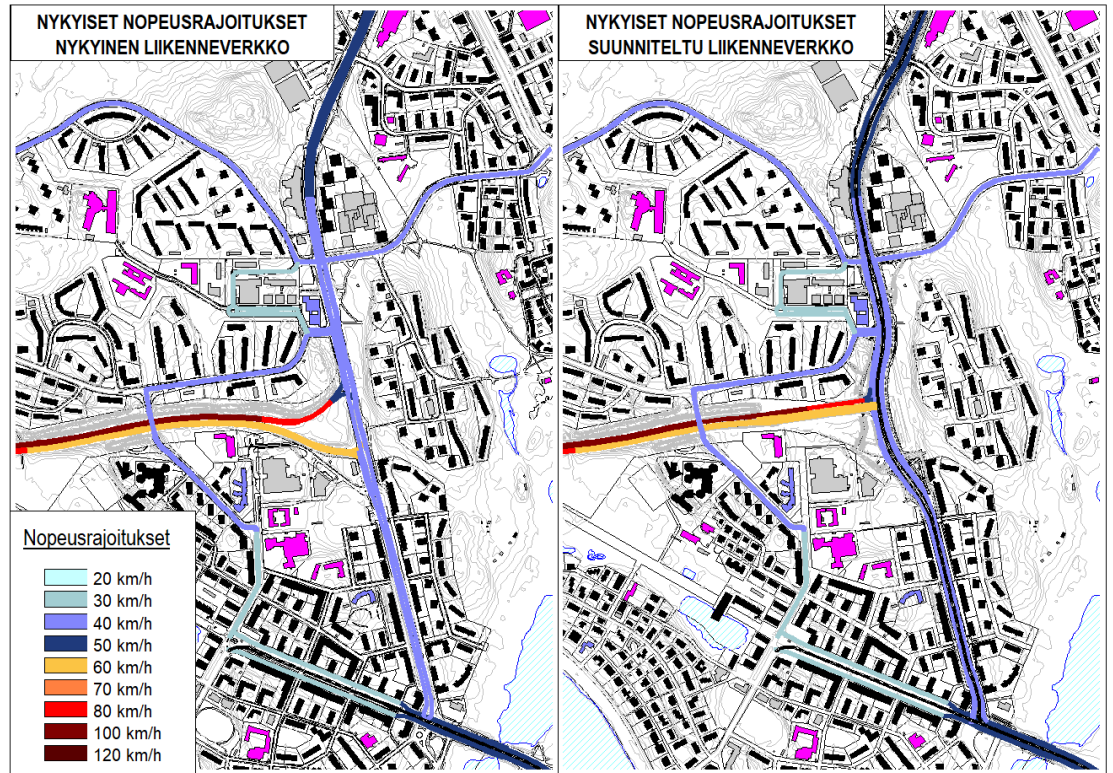 NYKYISET NOPEUSRAJOITUKSET
NYKYINEN LIIKENNEVERKKO
NYKYISET NOPEUSRAJOITUKSET
SUUNNITELTU LIIKENNEVERKKO
Nopeusrajoitukset
20 km/h
30 km/h
40 km/h
50 km/h
60 km/h
70 km/h
80 km/h
100 km/h
120 km/h